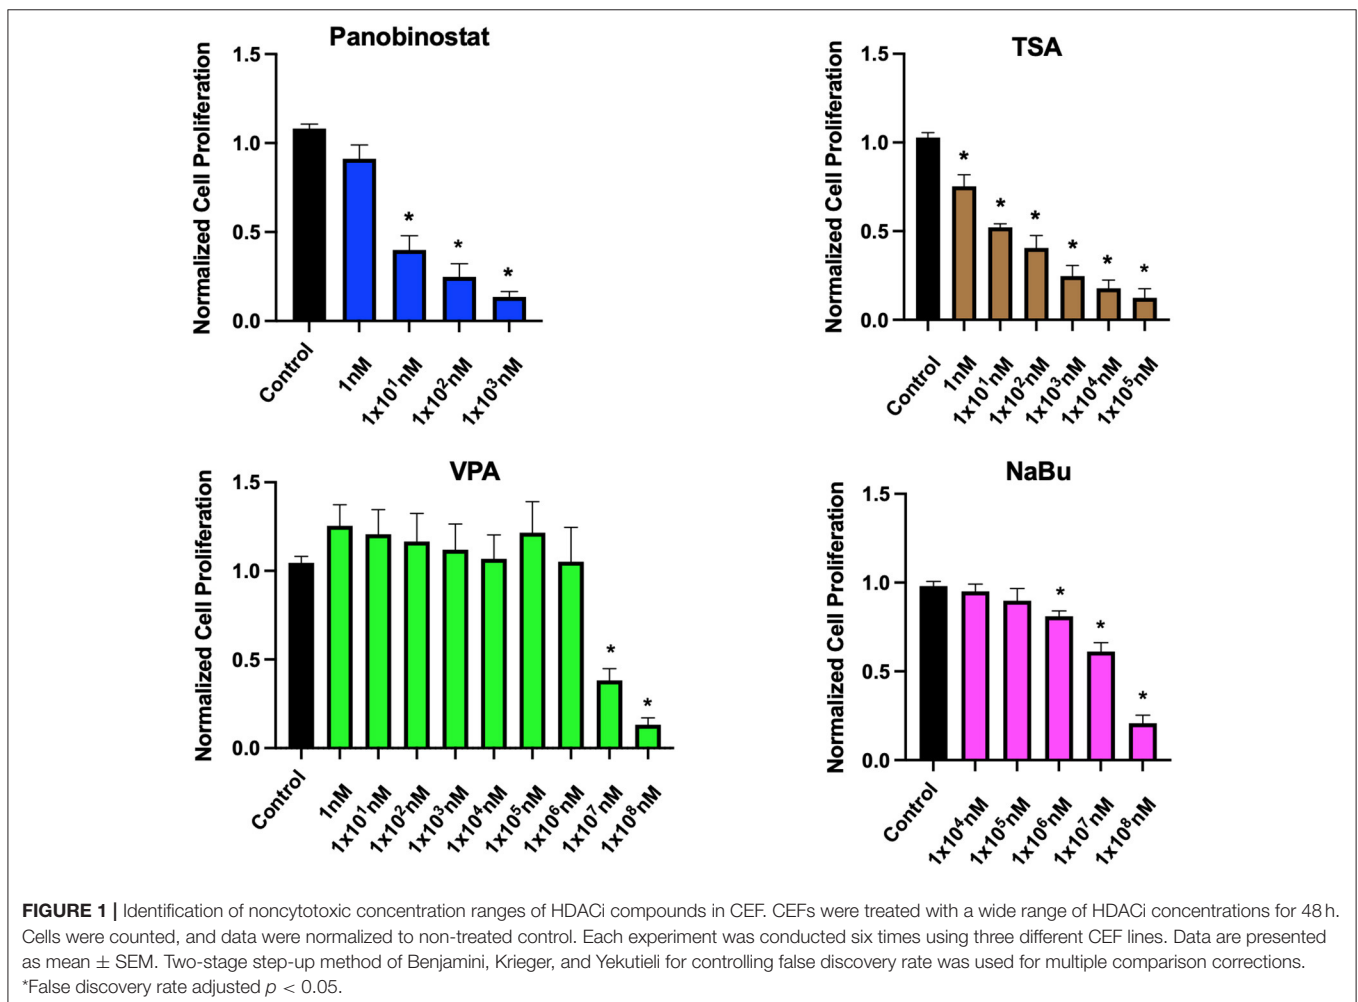 Panobinostat
Normalized Cell Proliferation
1.5
1.0
0.5
0.0
Control
1nM
1x10¹nM
1x10²nM
1x10³nM
TSA
Normalized Cell Proliferation
1.5
1.0
0.5
0.0
*
*
*
*
*
*
*
*
*
Control
1nM
1x10¹nM
1x10²nM
1x10³nM
1x10⁴nM
1x10⁵nM
VPA
Normalized Cell Proliferation
1.5
1.0
0.5
0.0
*
*
Control
1nM
1x10¹nM
1x10²nM
1x10³nM
1x10⁴nM
1x10⁵nM
1x10⁶nM
1x10⁷nM
1x10⁸nM
NaBu
Normalized Cell Proliferation
1.5
1.0
0.5
0.0
*
*
*
Control
1x10⁴nM
1x10⁵nM
1x10⁶nM
1x10⁷nM
1x10⁸nM
FIGURE 1 | Identification of noncytotoxic concentration ranges of HDACi compounds in CEF. CEFs were treated with a wide range of HDACi concentrations for 48 h.
Cells were counted, and data were normalized to non-treated control. Each experiment was conducted six times using three different CEF lines. Data are presented
as mean ± SEM. Two-stage step-up method of Benjamini, Krieger, and Yekutieli for controlling false discovery rate was used for multiple comparison corrections.
*False discovery rate adjusted p < 0.05.